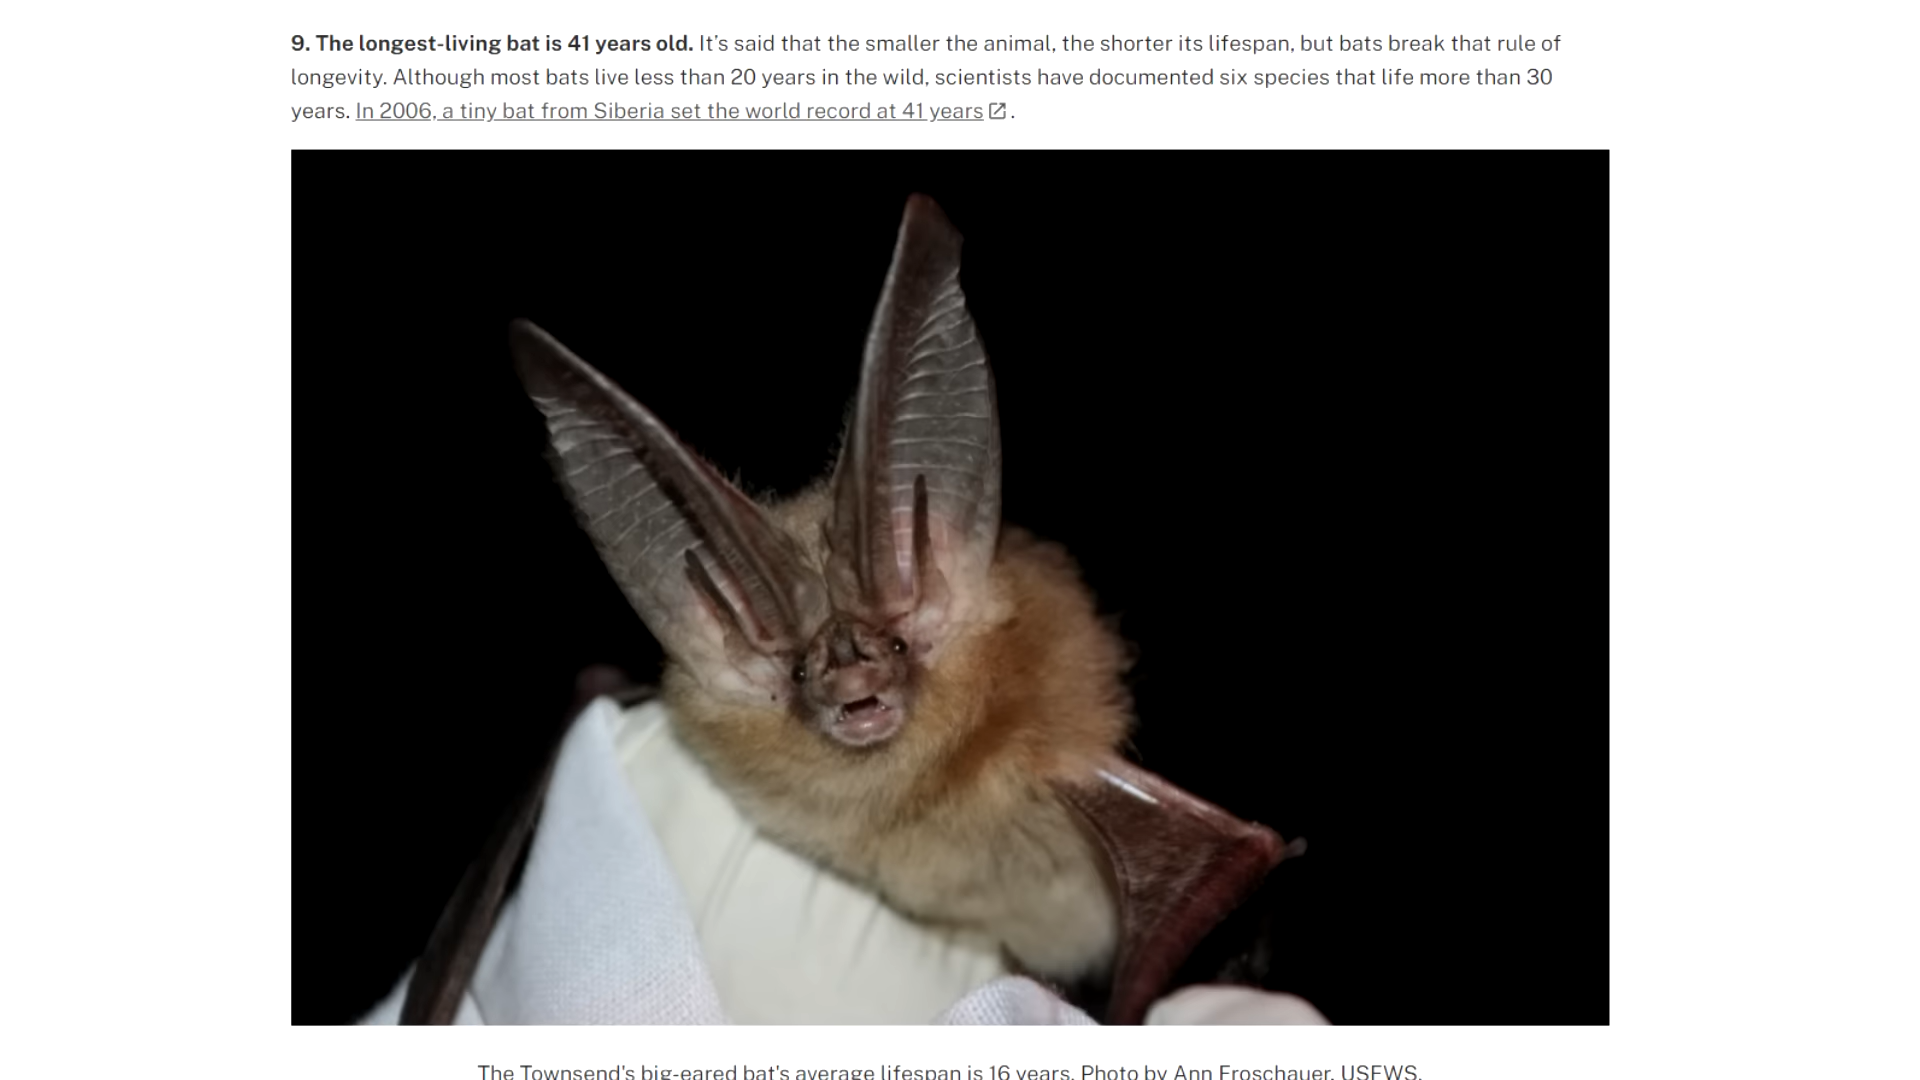 9. The longest-living bat is 41 years old. It’s said that the smaller the animal, the shorter its lifespan, but bats break that rule of
longevity. Although most bats live less than 20 years in the wild, scientists have documented six species that life more than 30
years. In 2006, a tiny bat from Siberia set the world record at 41 years.
The Townsend's big-eared bat's average lifespan is 16 years. Photo by Ann Froschauer, USFWS.